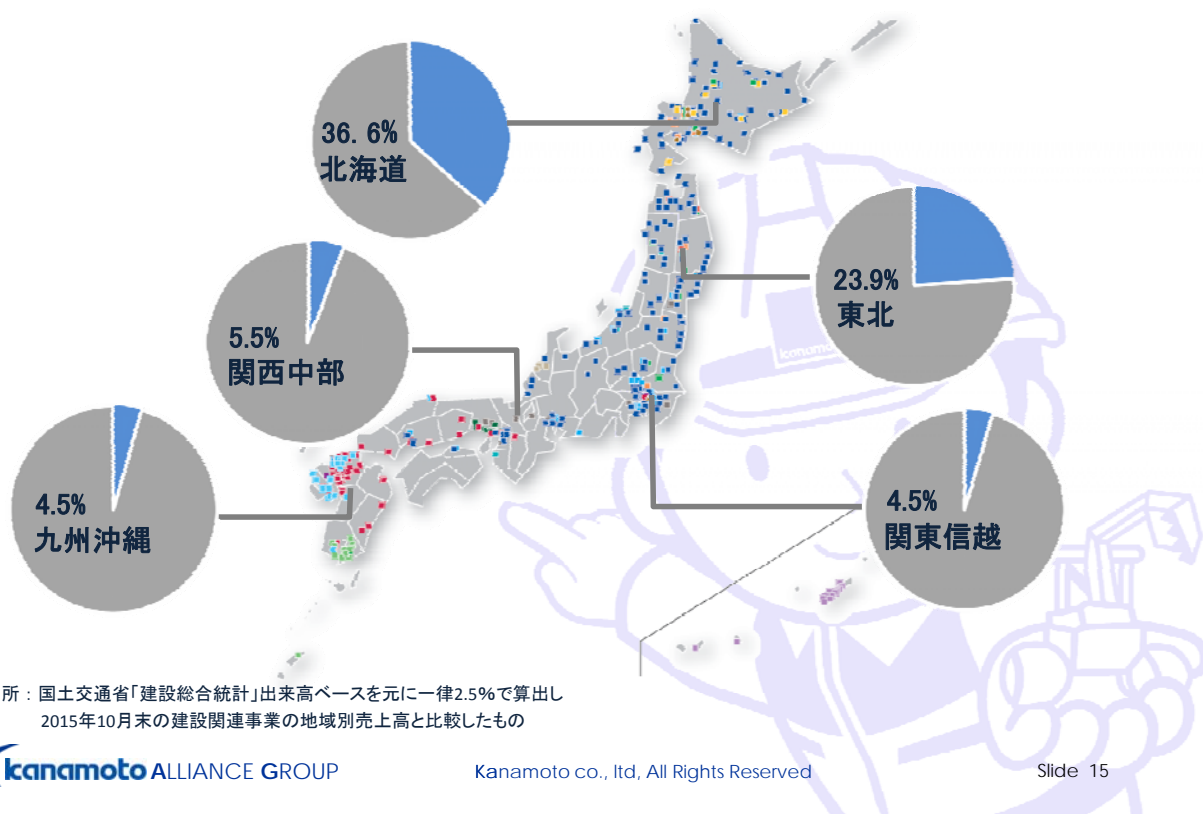 36. 6%
北海道
23.9%
東北
5.5%
関西中部
4.5%
九州沖縄
4.5%
関東信越
kanamoto
所 : 国土交通省「建設総合統計」出来高ベースを元に一律2.5%で算出し
2015年10月末の建設関連事業の地域別売上高と比較したもの
kanamoto ALLIANCE GROUP
Kanamoto co., ltd, All Rights Reserved
Slide 15